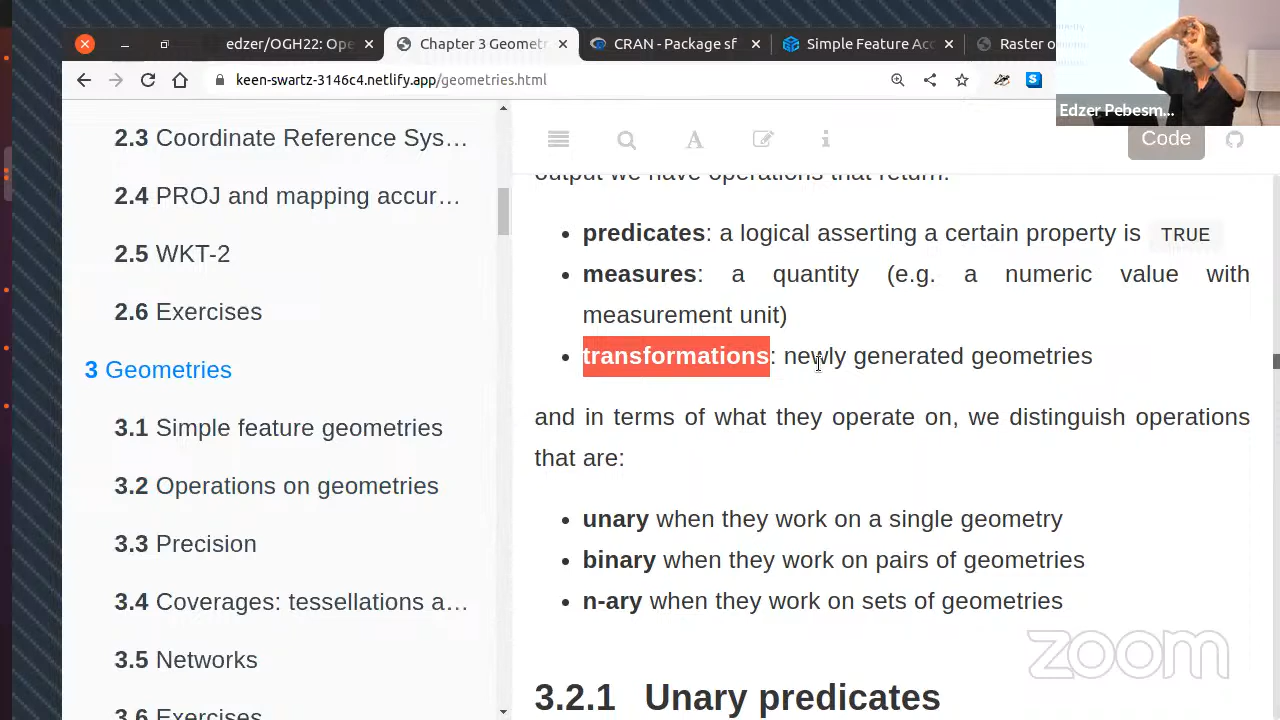 edzer/OGH22: Ope
Chapter 3 Geometr
CRAN - Package sf
Simple Feature Acc
Raster o
keen-swartz-3146c4.netlify.app/geometries.html
Edzer Pebesm...
Code
2.3 Coordinate Reference Sys...
2.4 PROJ and mapping accur...
2.5 WKT-2
2.6 Exercises
3 Geometries
3.1 Simple feature geometries
3.2 Operations on geometries
3.3 Precision
3.4 Coverages: tessellations a...
3.5 Networks
3.6 Exercises
output we have operations that return:
• predicates: a logical asserting a certain property is TRUE
• measures: a quantity (e.g. a numeric value with
measurement unit)
• transformations: newly generated geometries
and in terms of what they operate on, we distinguish operations
that are:
• unary when they work on a single geometry
• binary when they work on pairs of geometries
• n-ary when they work on sets of geometries
3.2.1 Unary predicates
zoom